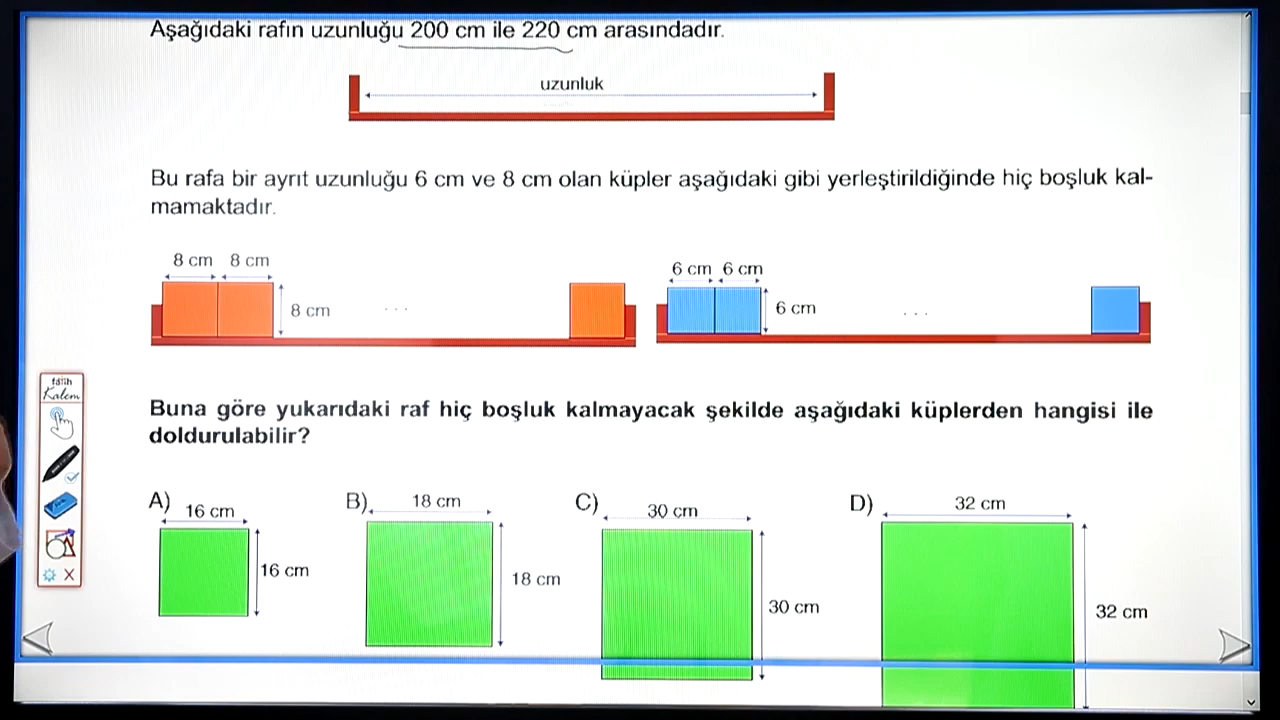 Aşağıdaki rafın uzunluğu 200 cm ile 220 cm arasındadır.
uzunluk
Bu rafa bir ayrıt uzunluğu 6 cm ve 8 cm olan küpler aşağıdaki gibi yerleştirildiğinde hiç boşluk kal-
mamaktadır.
8 cm 8 cm
8 cm
. . .
6 cm 6 cm
6 cm
. . .
fatih
Kalem
Buna göre yukarıdaki raf hiç boşluk kalmayacak şekilde aşağıdaki küplerden hangisi ile
doldurulabilir?
A) 16 cm
16 cm
B) 18 cm
18 cm
C) 30 cm
30 cm
D) 32 cm
32 cm